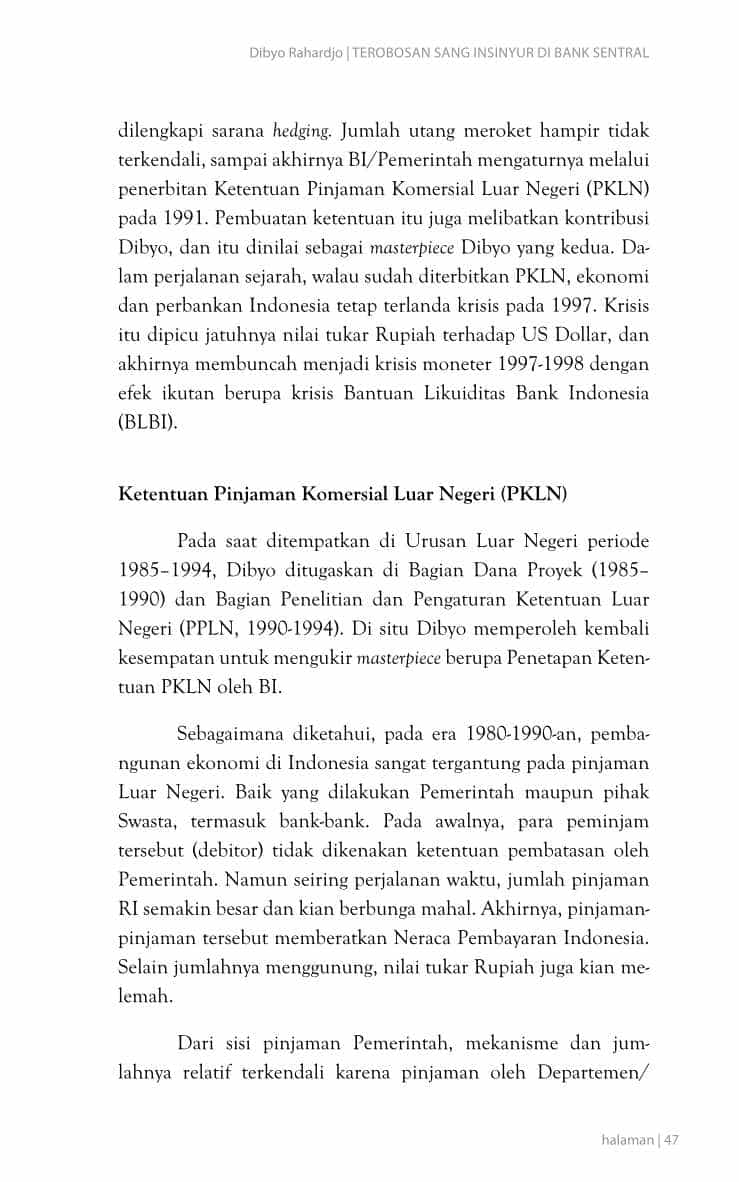 Dibyo Rahardjo | TEROBOSAN SANG INSINYUR DI BANK SENTRAL
dilengkapi sarana hedging. Jumlah utang meroket hampir tidak
terkendali, sampai akhirnya BI/Pemerintah mengaturnya melalui
penerbitan Ketentuan Pinjaman Komersial Luar Negeri (PKLN)
pada 1991. Pembuatan ketentuan itu juga melibatkan kontribusi
Dibyo, dan itu dinilai sebagai masterpiece Dibyo yang kedua. Da-
lam perjalanan sejarah, walau sudah diterbitkan PKLN, ekonomi
dan perbankan Indonesia tetap terlanda krisis pada 1997. Krisis
itu dipicu jatuhnya nilai tukar Rupiah terhadap US Dollar, dan
akhirnya membuncah menjadi krisis moneter 1997-1998 dengan
efek ikutan berupa krisis Bantuan Likuiditas Bank Indonesia
(BLBI).
Ketentuan Pinjaman Komersial Luar Negeri (PKLN)
Pada saat ditempatkan di Urusan Luar Negeri periode
1985–1994, Dibyo ditugaskan di Bagian Dana Proyek (1985–
1990) dan Bagian Penelitian dan Pengaturan Ketentuan Luar
Negeri (PPLN, 1990-1994). Di situ Dibyo memperoleh kembali
kesempatan untuk mengukir masterpiece berupa Penetapan Keten-
tuan PKLN oleh BI.
Sebagaimana diketahui, pada era 1980-1990-an, pemba-
ngunan ekonomi di Indonesia sangat tergantung pada pinjaman
Luar Negeri. Baik yang dilakukan Pemerintah maupun pihak
Swasta, termasuk bank-bank. Pada awalnya, para peminjam
tersebut (debitor) tidak dikenakan ketentuan pembatasan oleh
Pemerintah. Namun seiring perjalanan waktu, jumlah pinjaman
RI semakin besar dan kian berbunga mahal. Akhirnya, pinjaman-
pinjaman tersebut memberatkan Neraca Pembayaran Indonesia.
Selain jumlahnya menggunung, nilai tukar Rupiah juga kian me-
lemah.
Dari sisi pinjaman Pemerintah, mekanisme dan jum-
lahnya relatif terkendali karena pinjaman oleh Departemen/
halaman | 47